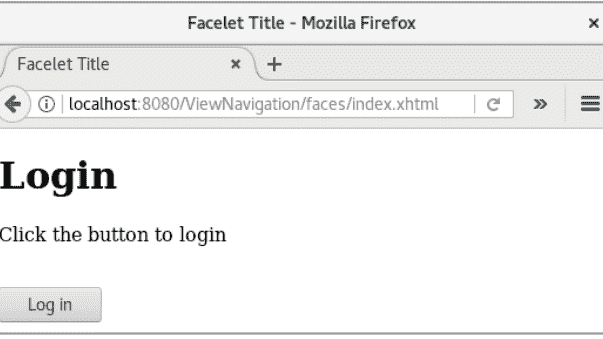 Facelet Title - Mozilla Firefox
Facelet Title
localhost:8080/ViewNavigation/faces/index.xhtml
Login
Click the button to login
Log in